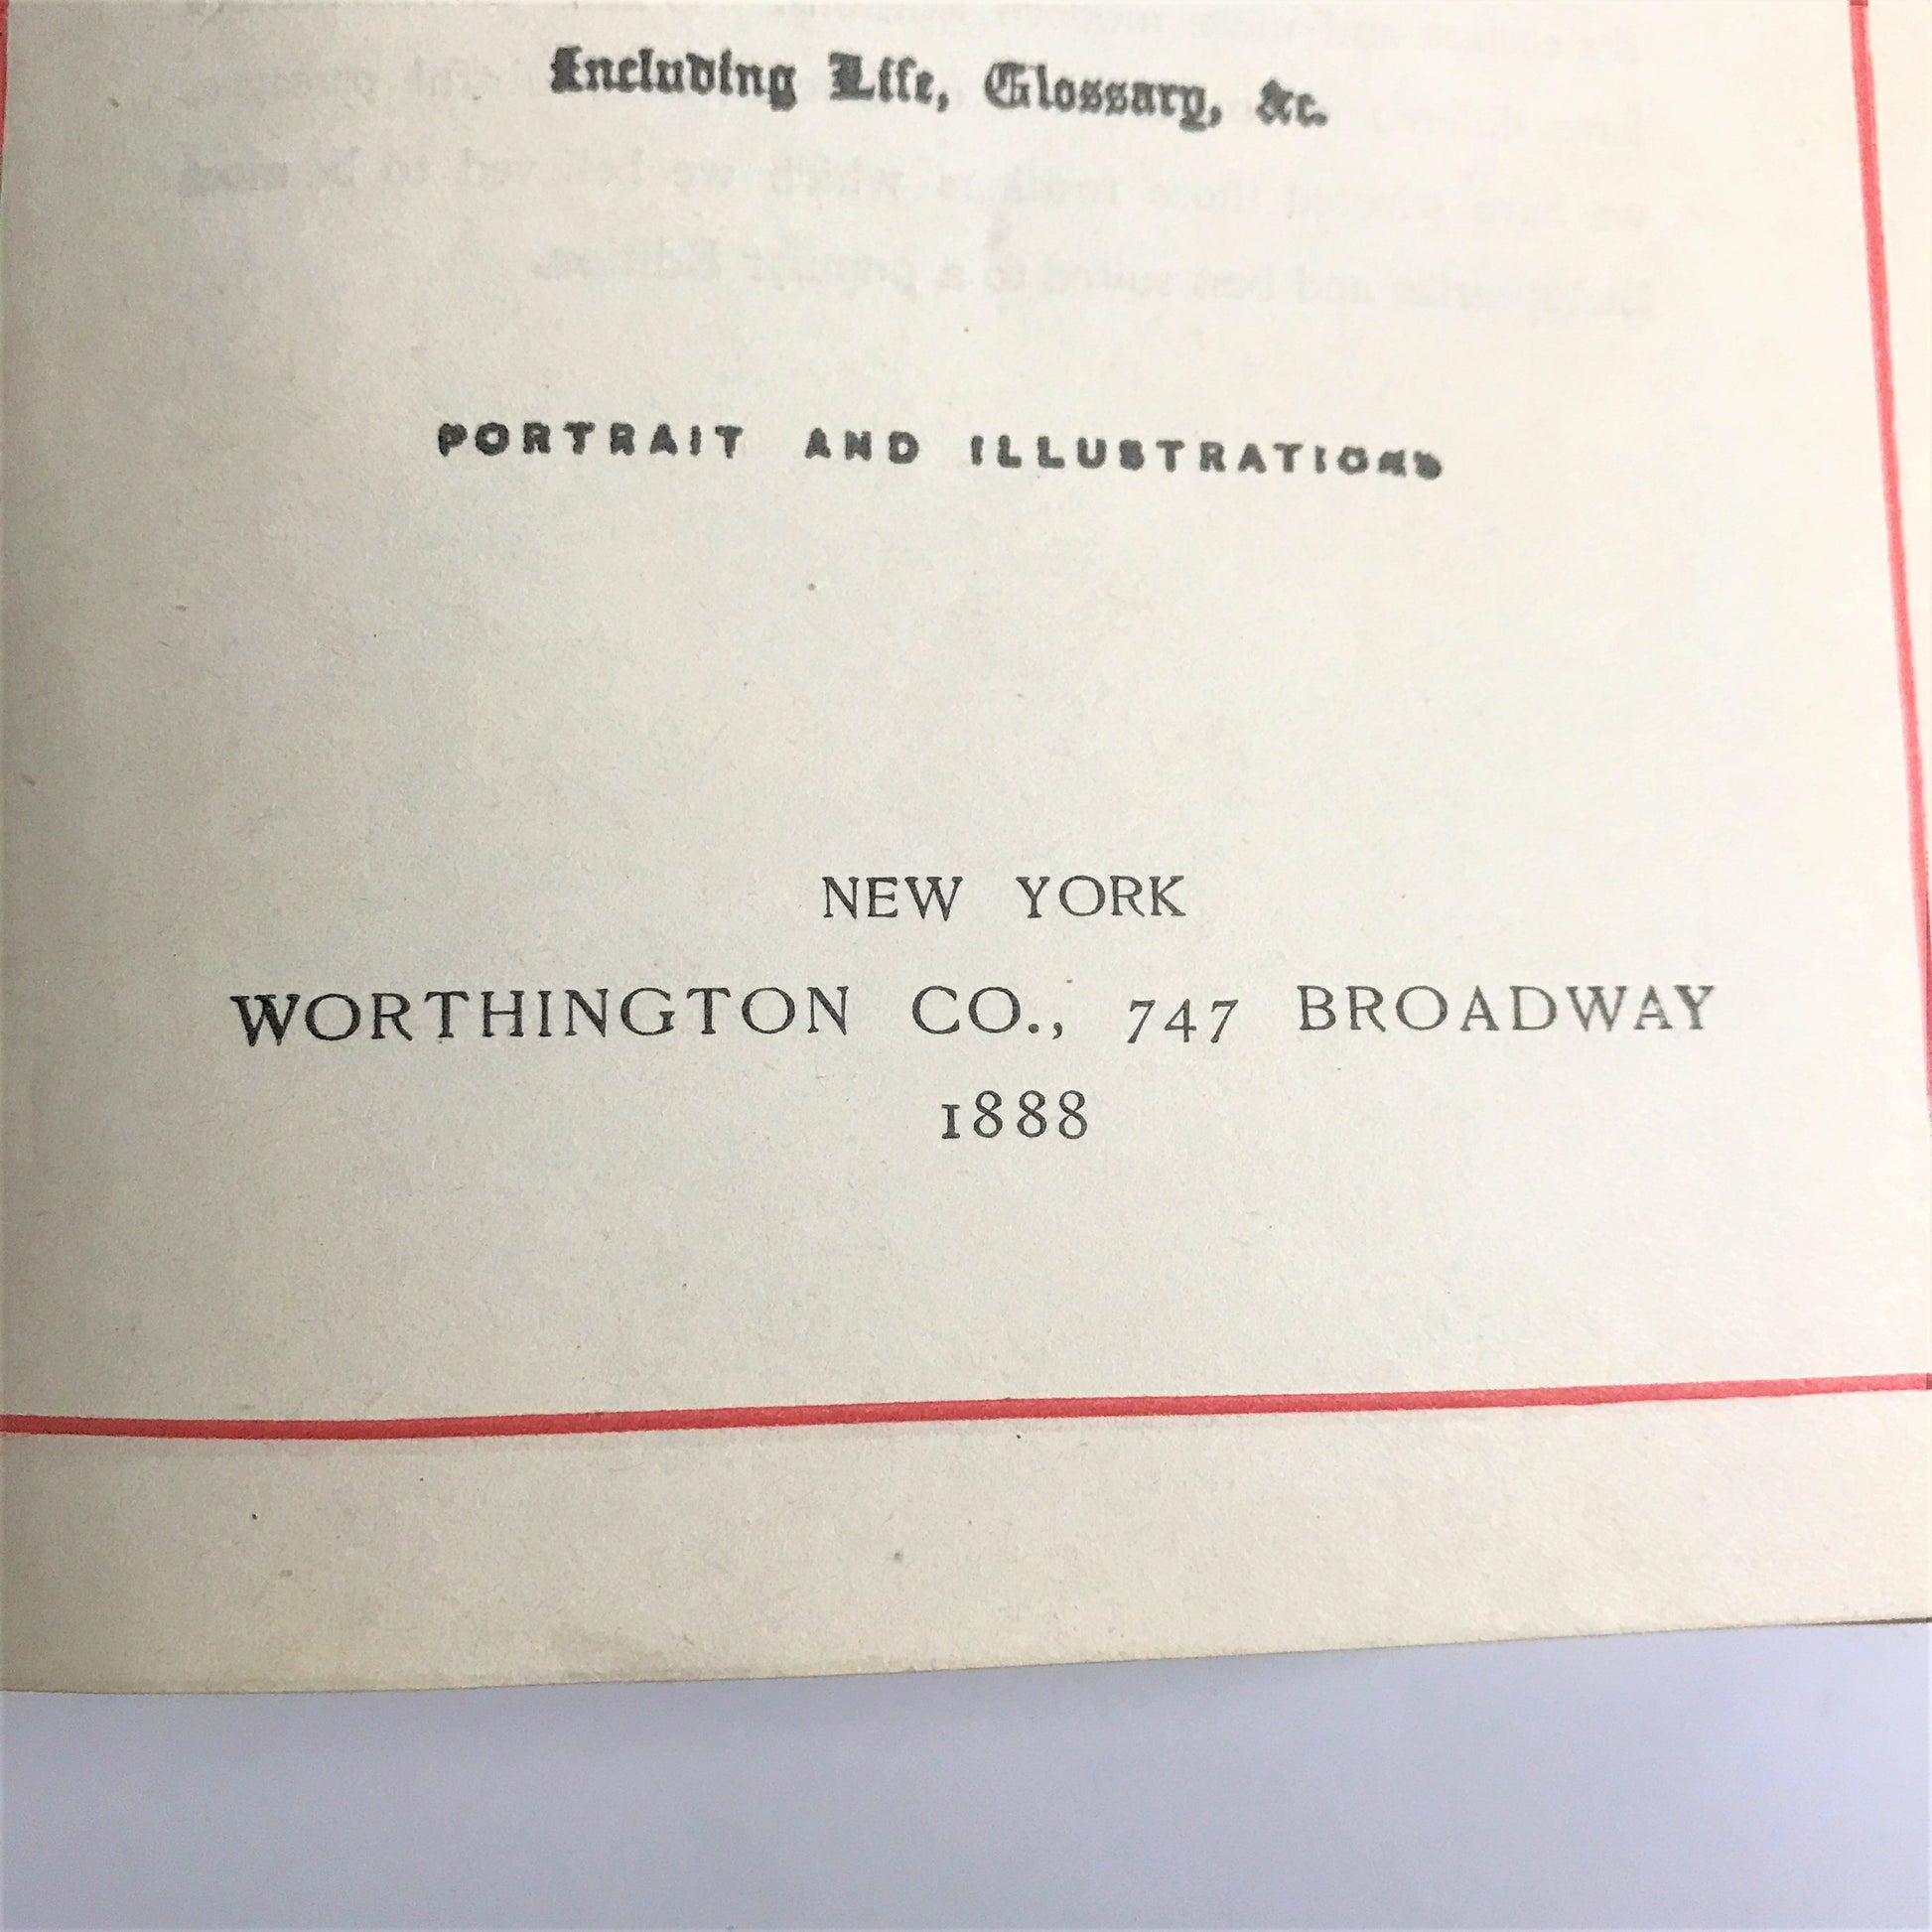 Including Life, Glossary, &c.
PORTRAIT AND ILLUSTRATIONS
NEW YORK
WORTHINGTON CO., 747 BROADWAY
1888